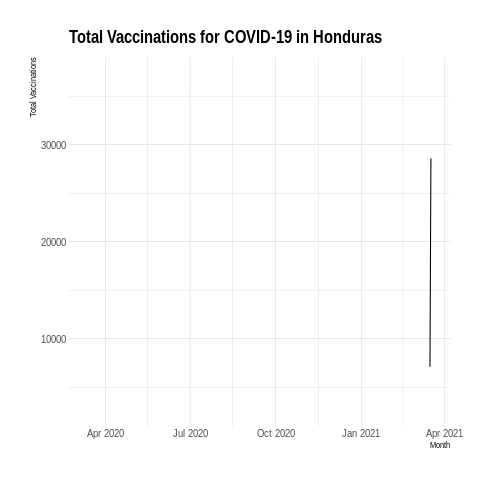 Total Vaccinations for COVID-19 in Honduras
Total Vaccinations
30000
20000
10000
Apr 2020
Jul 2020
Oct 2020
Jan 2021
Apr 2021
Month